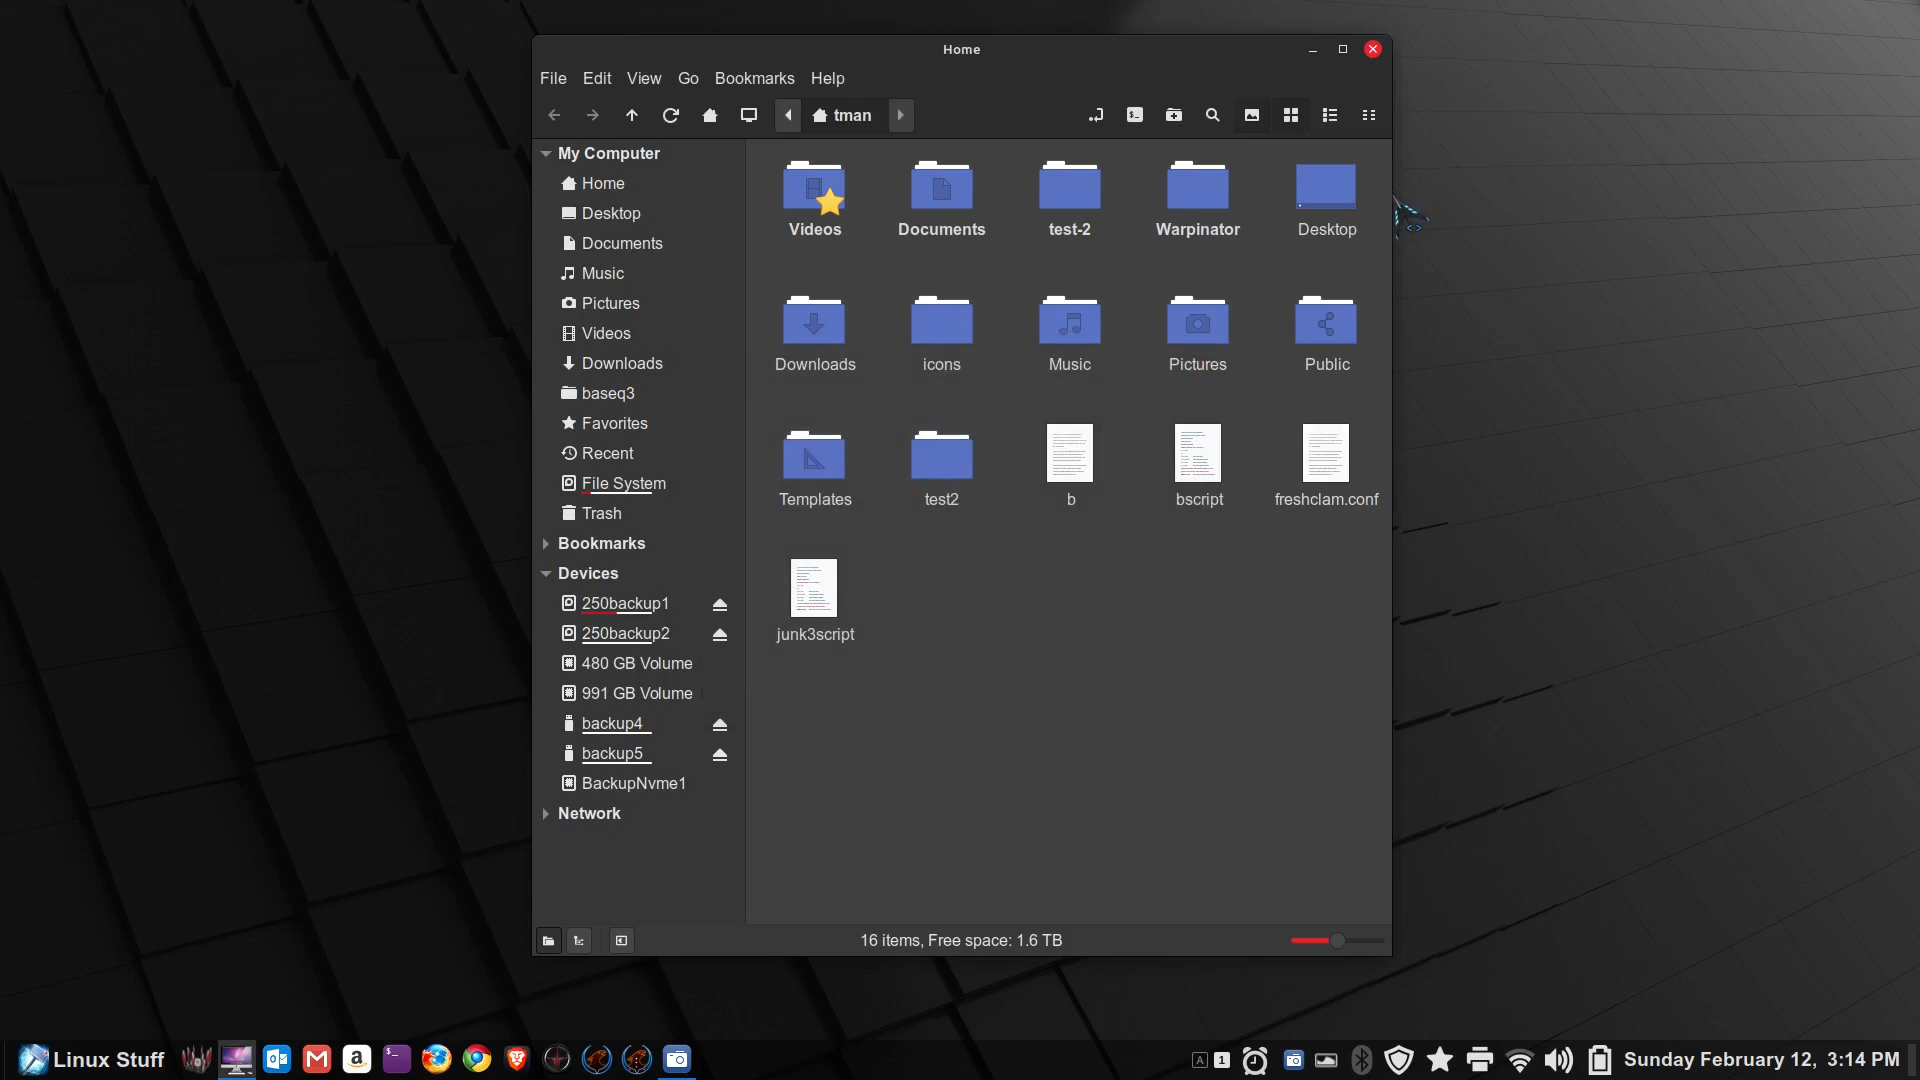 Home
File Edit View Go Bookmarks Help
tman
My Computer
Home
Desktop
Documents
Music
Pictures
Videos
Downloads
baseq3
Favorites
Recent
File System
Trash
Bookmarks
Devices
250backup1
250backup2
480 GB Volume
991 GB Volume
backup4
backup5
BackupNvme1
Network
Videos Documents test-2 Warpinator Desktop
Downloads icons Music Pictures Public
Templates test2 b bscript freshclam.conf
junk3script
16 items, Free space: 1.6 TB
Linux Stuff
A 1
Sunday February 12, 3:14 PM